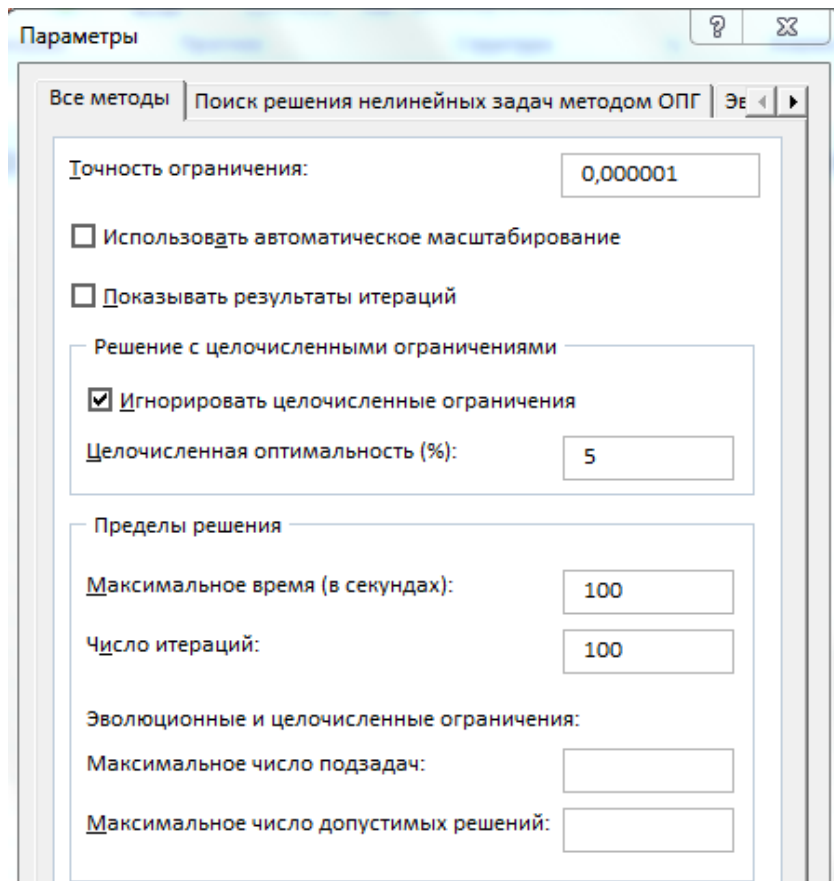 Параметры
Все методы Поиск решения нелинейных задач методом ОПГ Эв
Точность ограничения: 0,000001
Использовать автоматическое масштабирование
Показывать результаты итераций
Решение с целочисленными ограничениями
Игнорировать целочисленные ограничения
Целочисленная оптимальность (%): 5
Пределы решения
Максимальное время (в секундах): 100
Число итераций: 100
Эволюционные и целочисленные ограничения:
Максимальное число подзадач:
Максимальное число допустимых решений: